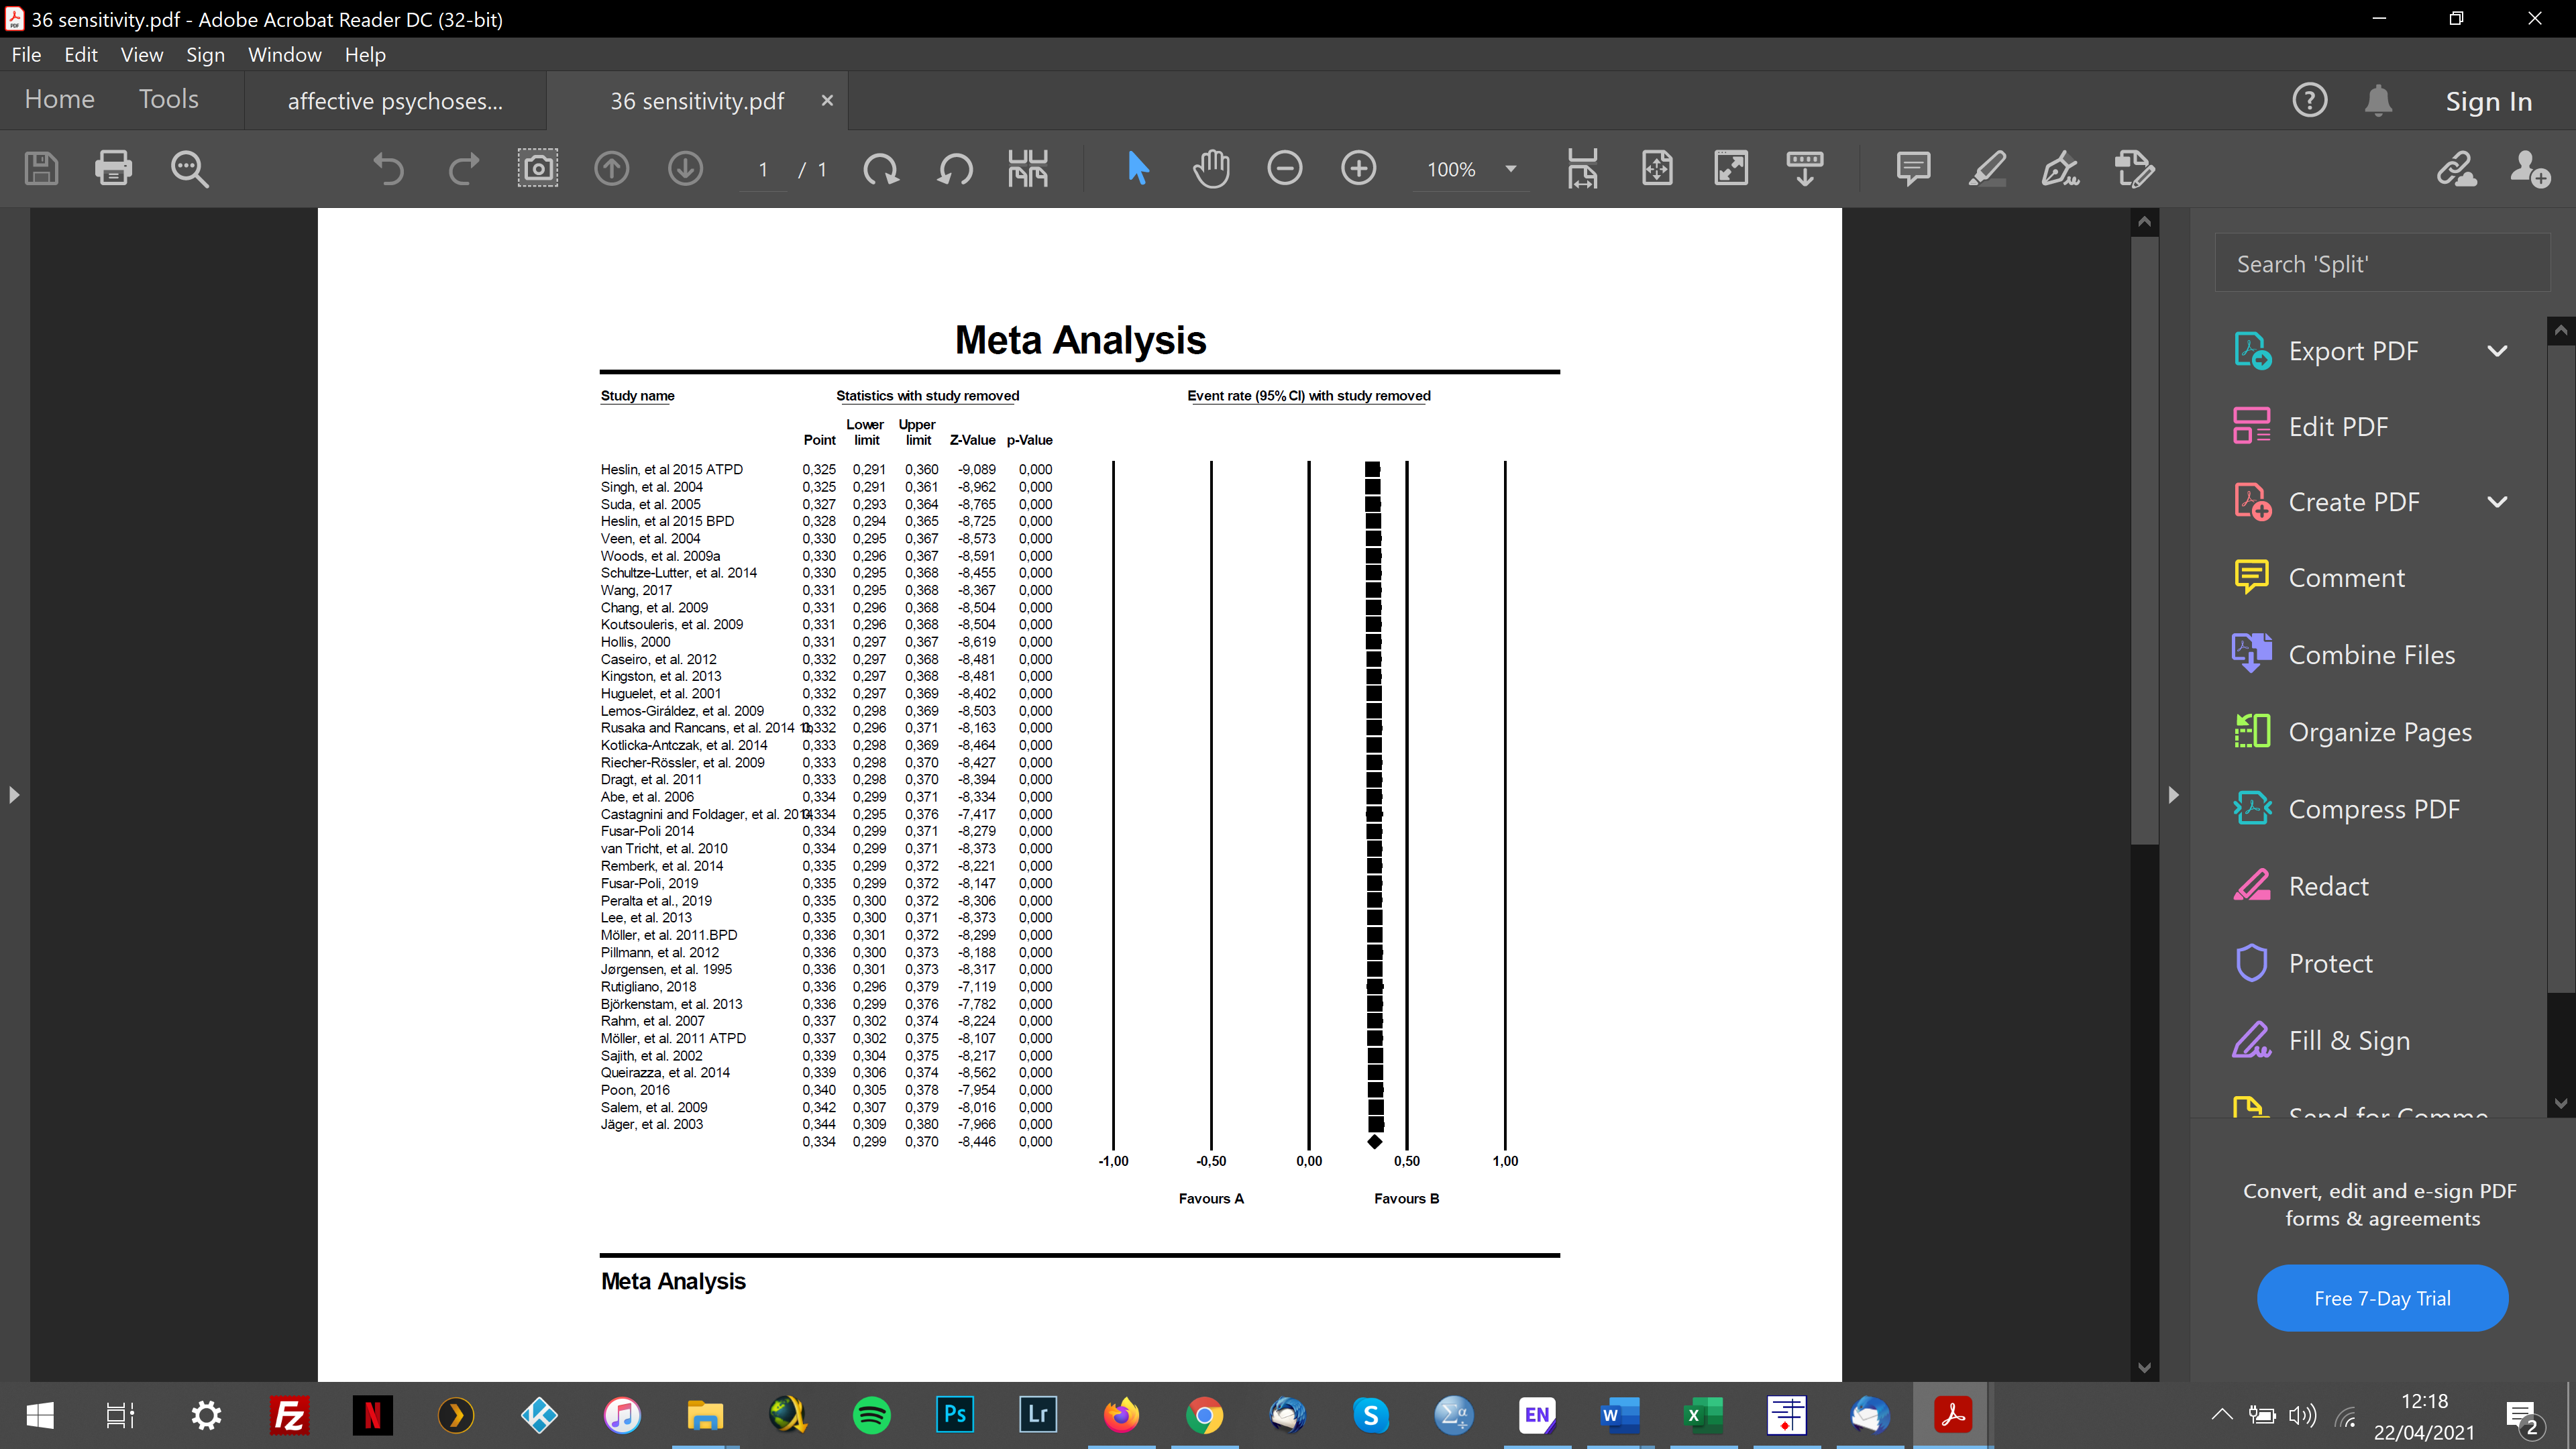 36 sensitivity.pdf - Adobe Acrobat Reader DC (32-bit)
File Edit View Sign Window Help
Home Tools affective psychoses... 36 sensitivity.pdf × Sign In
1 / 1 100%
Search 'Split'
Export PDF
Edit PDF
Create PDF
Comment
Combine Files
Organize Pages
Compress PDF
Redact
Protect
Fill & Sign
Convert, edit and e-sign PDF
forms & agreements
Free 7-Day Trial
Meta Analysis
Study name Statistics with study removed Event rate (95% CI) with study removed
Lower Upper
Point limit limit Z-Value p-Value
Heslin, et al 2015 ATPD 0,325 0,291 0,360 -9,089 0,000
Singh, et al. 2004 0,325 0,291 0,361 -8,962 0,000
Suda, et al. 2005 0,327 0,293 0,364 -8,765 0,000
Heslin, et al 2015 BPD 0,328 0,294 0,365 -8,725 0,000
Veen, et al. 2004 0,330 0,295 0,367 -8,573 0,000
Woods, et al. 2009a 0,330 0,296 0,367 -8,591 0,000
Schultze-Lutter, et al. 2014 0,330 0,295 0,368 -8,455 0,000
Wang, 2017 0,331 0,295 0,368 -8,367 0,000
Chang, et al. 2009 0,331 0,296 0,368 -8,504 0,000
Koutsouleris, et al. 2009 0,331 0,296 0,368 -8,504 0,000
Hollis, 2000 0,331 0,297 0,367 -8,619 0,000
Caseiro, et al. 2012 0,332 0,297 0,368 -8,481 0,000
Kingston, et al. 2013 0,332 0,297 0,368 -8,481 0,000
Huguelet, et al. 2001 0,332 0,297 0,369 -8,402 0,000
Lemos-Giráldez, et al. 2009 0,332 0,298 0,369 -8,503 0,000
Rusaka and Rancans, et al. 2014 1b 0,332 0,296 0,371 -8,163 0,000
Kotlicka-Antczak, et al. 2014 0,333 0,298 0,369 -8,464 0,000
Riecher-Rössler, et al. 2009 0,333 0,298 0,370 -8,427 0,000
Dragt, et al. 2011 0,333 0,298 0,370 -8,394 0,000
Abe, et al. 2006 0,334 0,299 0,371 -8,334 0,000
Castagnini and Foldager, et al. 2014 0,334 0,295 0,376 -7,417 0,000
Fusar-Poli 2014 0,334 0,299 0,371 -8,279 0,000
van Tricht, et al. 2010 0,334 0,299 0,371 -8,373 0,000
Remberk, et al. 2014 0,335 0,299 0,372 -8,221 0,000
Fusar-Poli, 2019 0,335 0,299 0,372 -8,147 0,000
Peralta et al., 2019 0,335 0,300 0,372 -8,306 0,000
Lee, et al. 2013 0,335 0,300 0,371 -8,373 0,000
Möller, et al. 2011.BPD 0,336 0,301 0,372 -8,299 0,000
Pillmann, et al. 2012 0,336 0,300 0,373 -8,188 0,000
Jørgensen, et al. 1995 0,336 0,301 0,373 -8,317 0,000
Rutigliano, 2018 0,336 0,296 0,379 -7,119 0,000
Björkenstam, et al. 2013 0,336 0,299 0,376 -7,782 0,000
Rahm, et al. 2007 0,337 0,302 0,374 -8,224 0,000
Möller, et al. 2011 ATPD 0,337 0,302 0,375 -8,107 0,000
Sajith, et al. 2002 0,339 0,304 0,375 -8,217 0,000
Queirazza, et al. 2014 0,339 0,306 0,374 -8,562 0,000
Poon, 2016 0,340 0,305 0,378 -7,954 0,000
Salem, et al. 2009 0,342 0,307 0,379 -8,016 0,000
Jäger, et al. 2003 0,344 0,309 0,380 -7,966 0,000
0,334 0,299 0,370 -8,446 0,000
-1,00 -0,50 0,00 0,50 1,00
Favours A Favours B
Meta Analysis
Fz N Ps Lr S Σα EN W X
12:18
22/04/2021
2